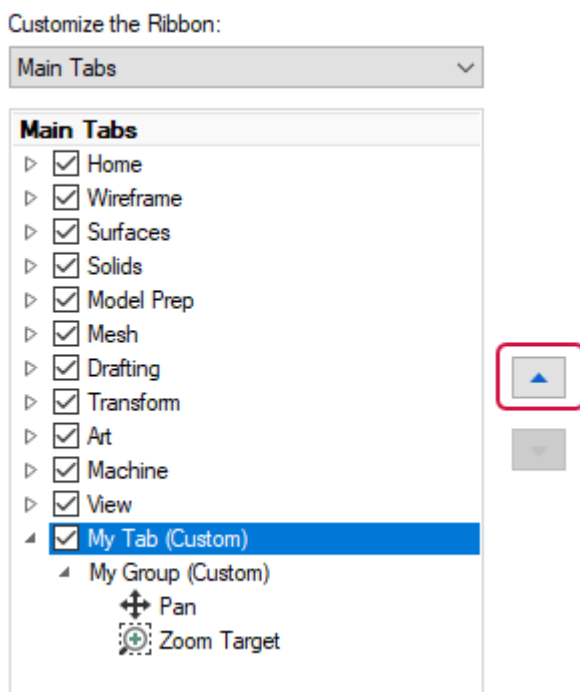 Customize the Ribbon:
Main Tabs
Main Tabs
Home
Wireframe
Surfaces
Solids
Model Prep
Mesh
Drafting
Transform
Art
Machine
View
My Tab (Custom)
My Group (Custom)
Pan
Zoom Target